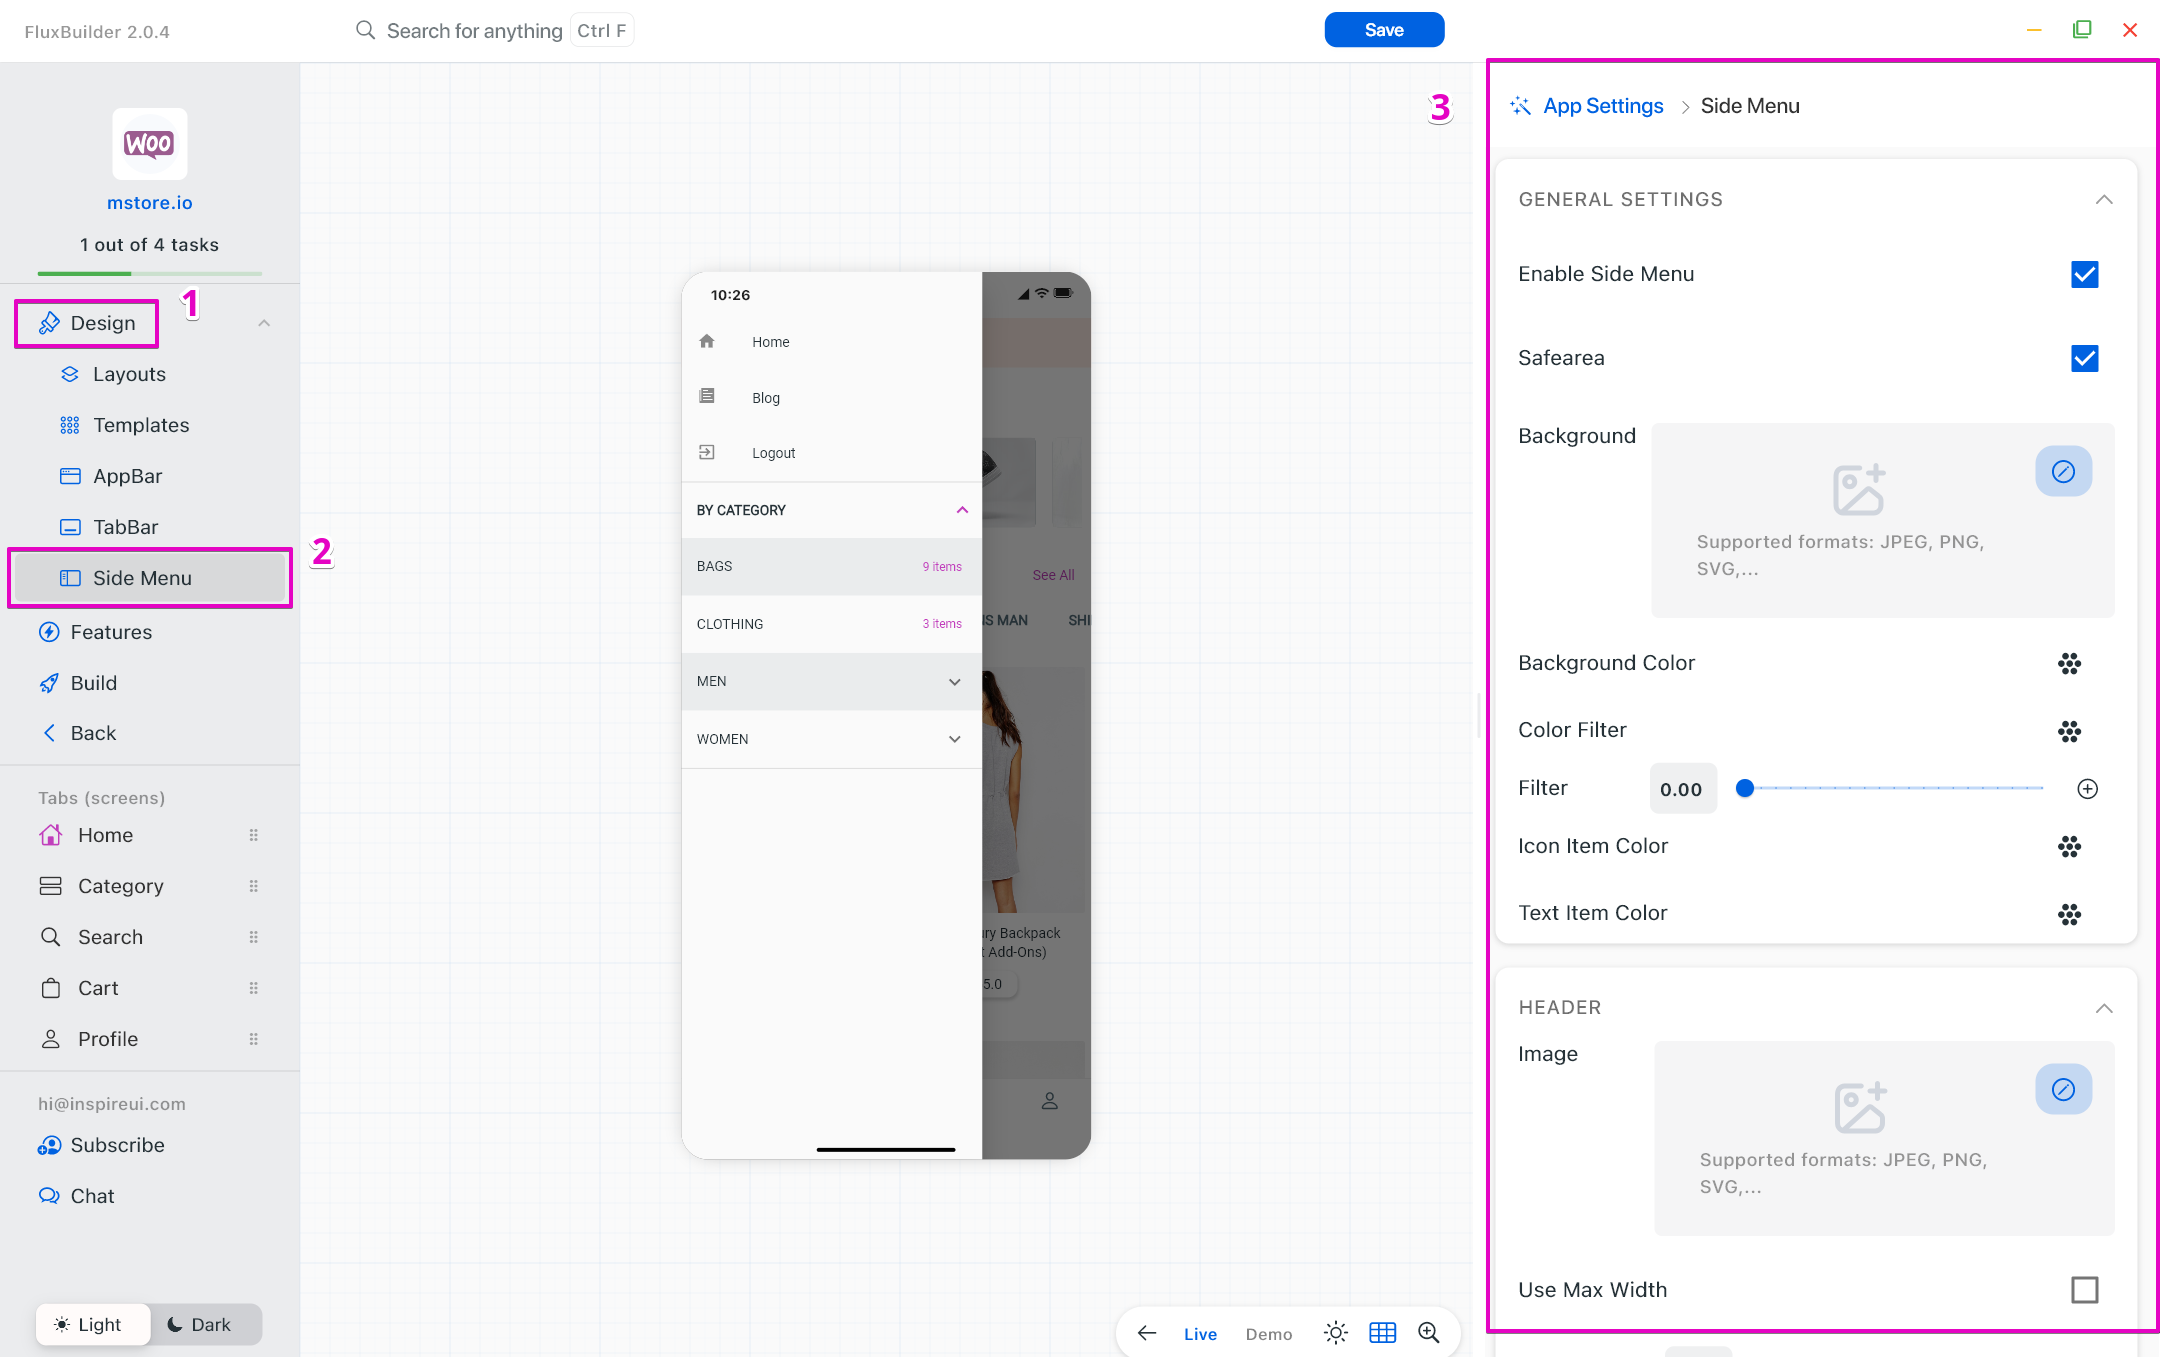 FluxBuilder 2.0.4
Search for anything Ctrl F
Save
WOO
mstore.io
1 out of 4 tasks
1
Design
Layouts
Templates
AppBar
TabBar
2
Side Menu
Features
Build
Back
Tabs (screens)
Home
Category
Search
Cart
Profile
hi@inspireui.com
Subscribe
Chat
Light
Dark
10:26
Home
Blog
Logout
BY CATEGORY
BAGS 9 items
CLOTHING 3 items
MEN
WOMEN
See All
NS MAN SHI
ury Backpack
t Add-Ons)
5.0
Live Demo
3
App Settings > Side Menu
GENERAL SETTINGS
Enable Side Menu
Safearea
Background
Supported formats: JPEG, PNG,
SVG,...
Background Color
Color Filter
Filter 0.00
Icon Item Color
Text Item Color
HEADER
Image
Supported formats: JPEG, PNG,
SVG,...
Use Max Width